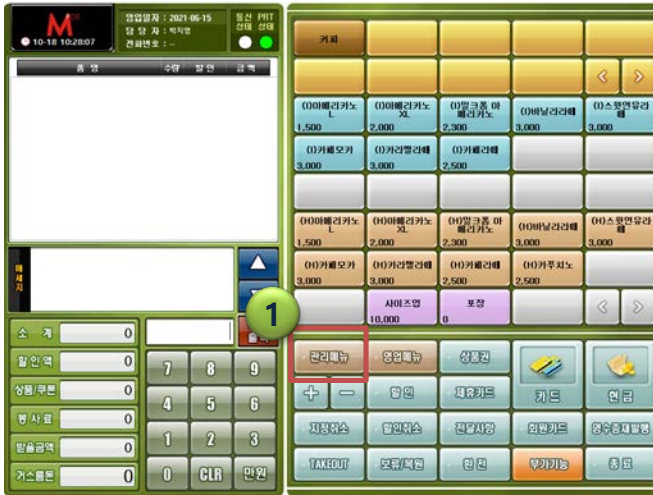 M
10-18 10:28:07
영업일자 : 2021-06-15
담 당 자 : 박지영
전화번호 : --
통신 PRT
상태 상태
품 명 수량 할 인 금 액
메세지
1
출력
소 계 0
할 인 액 0
상품/쿠폰 0
봉 사 료 0
받을금액 0
거스름돈 0
7 8 9
4 5 6
1 2 3
0 CLR 만원
커피
(I)아메리카노 L
1,500
(I)아메리카노 XL
2,000
(I)밀크폼 아메리카노
2,300
(I)바닐라라떼
3,000
(I)스윗연유라떼
3,000
(I)카페모카
3,000
(I)카라멜라떼
3,000
(I)카페라떼
2,500
(H)아메리카노 L
1,500
(H)아메리카노 XL
2,000
(H)밀크폼 아메리카노
2,300
(H)바닐라라떼
3,000
(H)스윗연유라떼
3,000
(H)카페모카
3,000
(H)카라멜라떼
3,000
(H)카페라떼
2,500
(H)카푸치노
2,500
사이즈업
10,000
포장
0
관리메뉴 영업메뉴 상품권 카 드 현 금
+ - 할 인 제휴카드
지정취소 할인취소 전달사항 회원카드 영수증재발행
TAKEOUT 보류/복원 환 전 부가기능 종 료